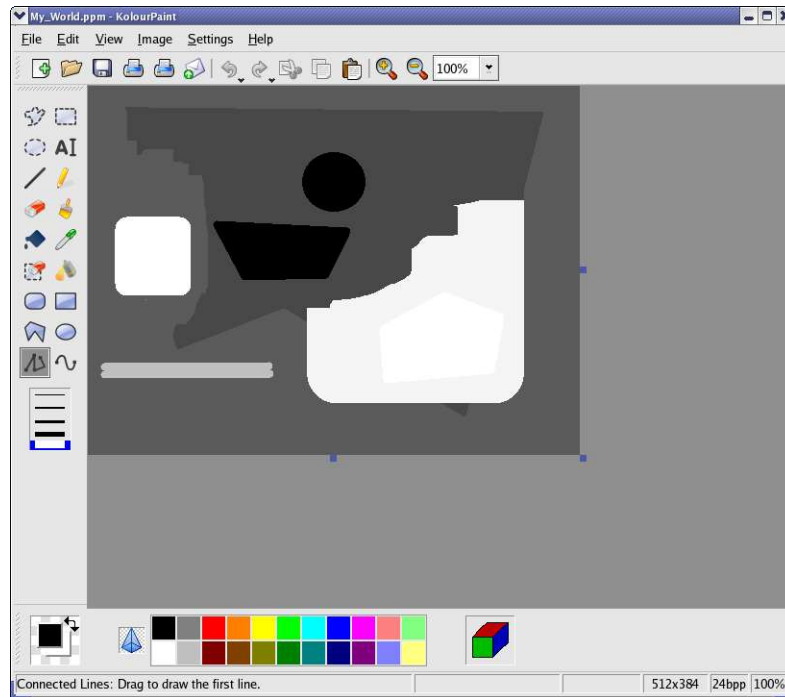 My_World.ppm - KolourPaint
File Edit View Image Settings Help
100%
AI
Connected Lines: Drag to draw the first line.
512x384 24bpp 100%